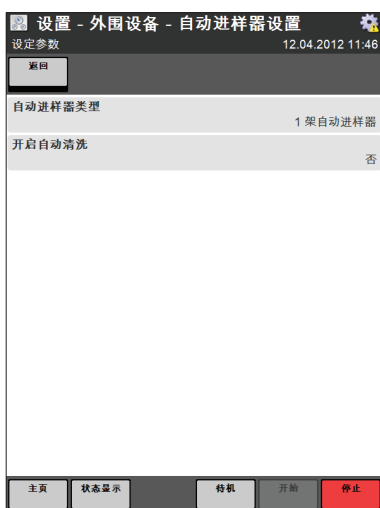 设置 - 外围设备 - 自动进样器设置
设定参数 12.04.2012 11:46
返回
自动进样器类型
1 架自动进样器
开启自动清洗
否
主页 状态显示 待机 开始 停止